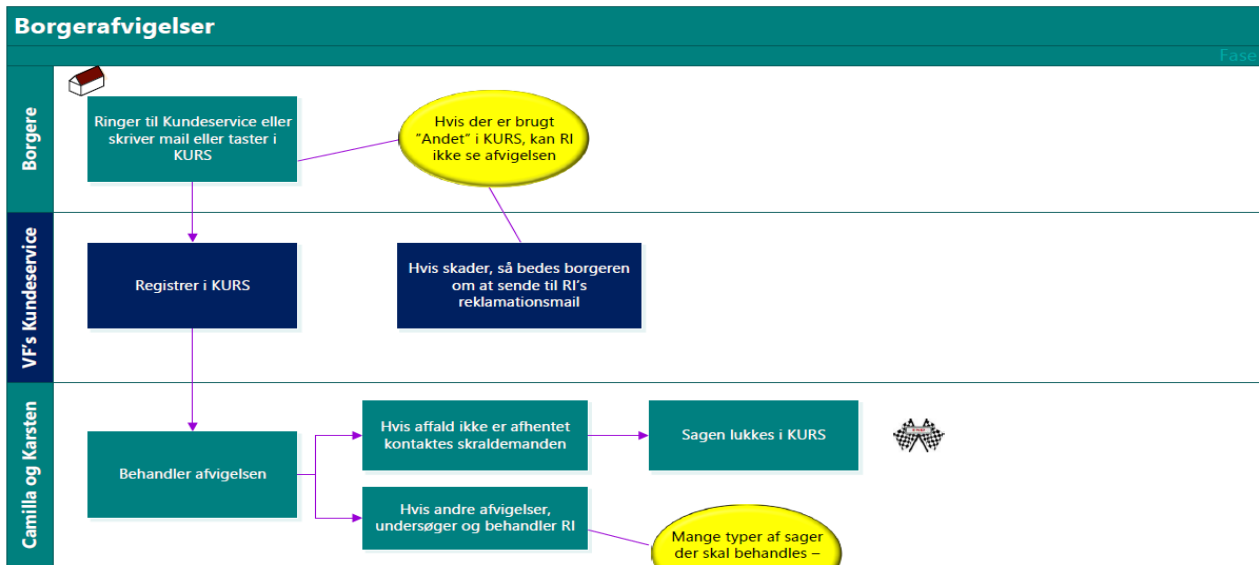 Borgerafvigelser
Fase
Borgere
Ringer til Kundeservice eller
skriver mail eller taster i
KURS
Hvis der er brugt
”Andet” i KURS, kan RI
ikke se afvigelsen
VF’s Kundeservice
Registrer i KURS
Hvis skader, så bedes borgeren
om at sende til RI’s
reklamationsmail
Camilla og Karsten
Behandler afvigelsen
Hvis affald ikke er afhentet
kontaktes skraldemanden
Sagen lukkes i KURS
Hvis andre afvigelser,
undersøger og behandler RI
Mange typer af sager
der skal behandles –